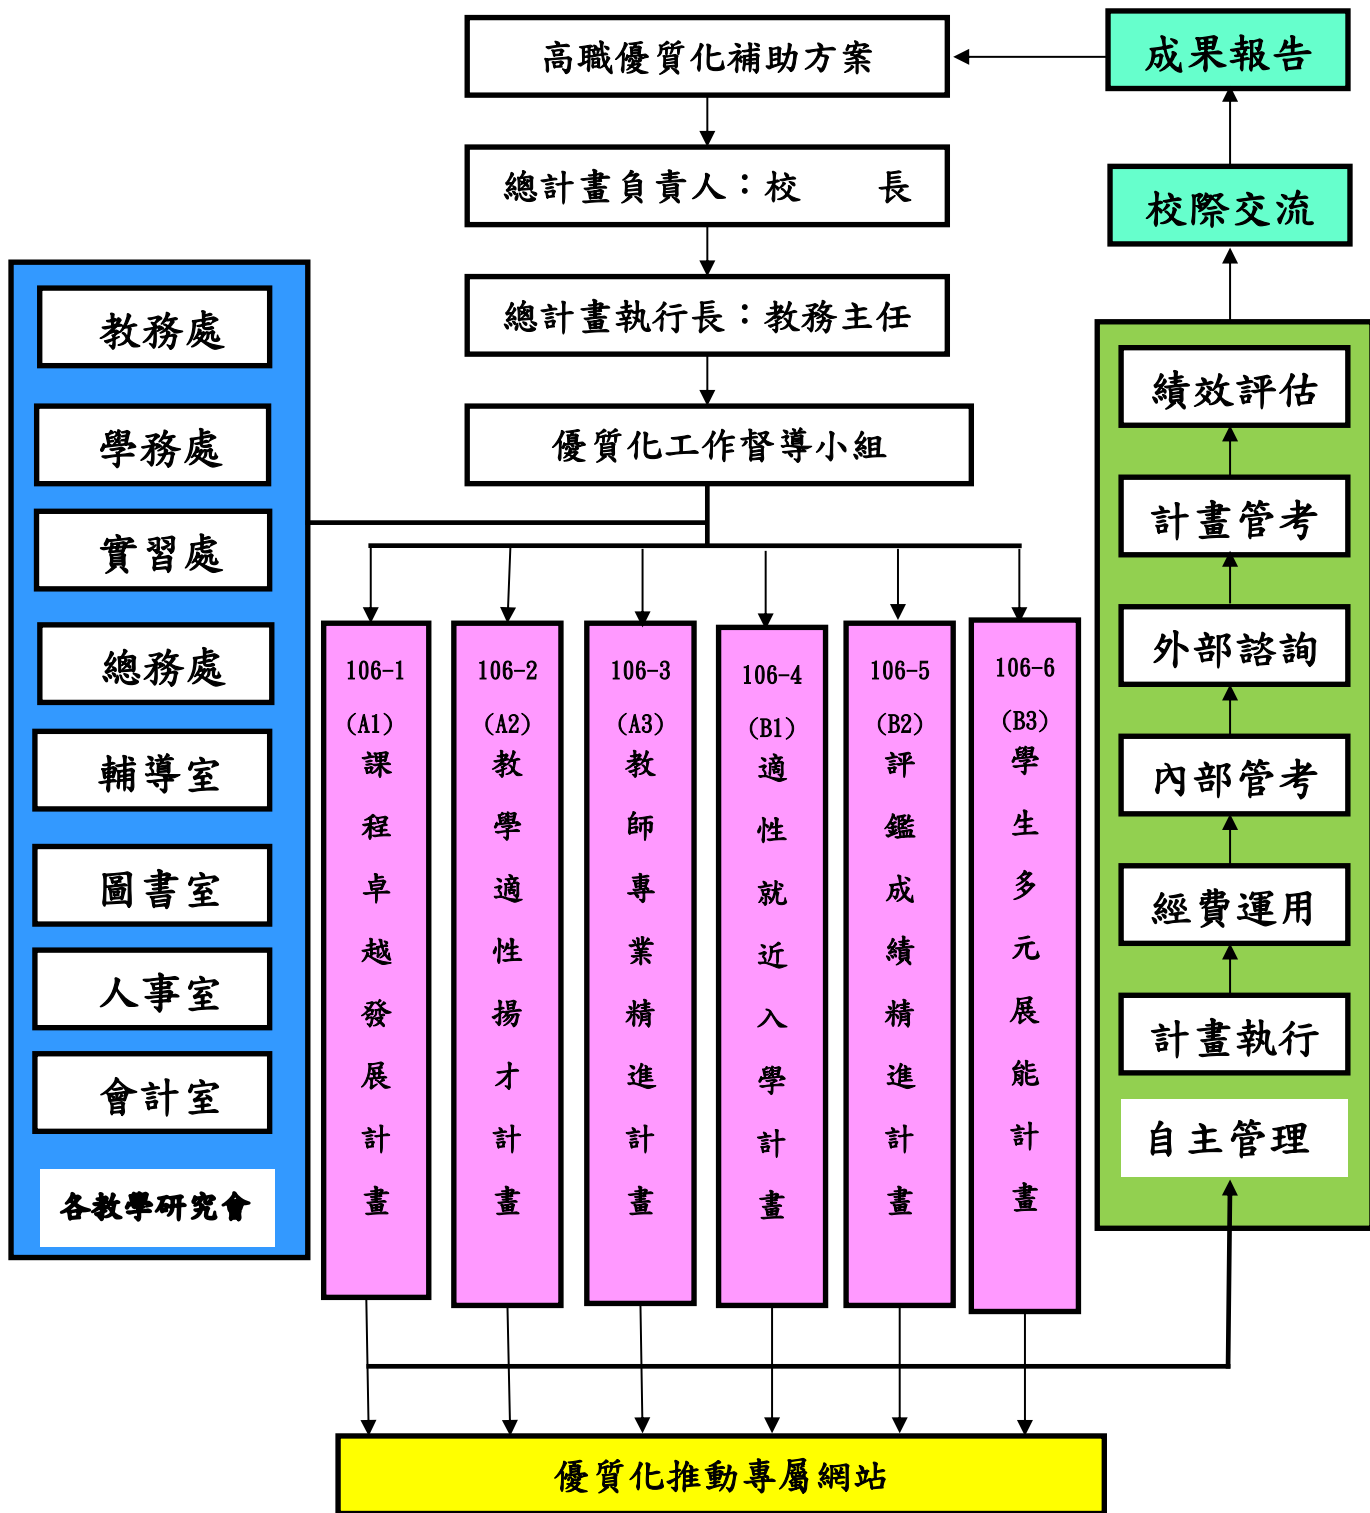 高職優質化補助方案
成果報告
總計畫負責人：校　　長
校際交流
總計畫執行長：教務主任
優質化工作督導小組
教務處
學務處
實習處
總務處
輔導室
圖書室
人事室
會計室
各教學研究會
106-1
(A1)
課程卓越發展計畫
106-2
(A2)
教學適性揚才計畫
106-3
(A3)
教師專業精進計畫
106-4
(B1)
適性就近入學計畫
106-5
(B2)
評鑑成績精進計畫
106-6
(B3)
學生多元展能計畫
績效評估
計畫管考
外部諮詢
內部管考
經費運用
計畫執行
自主管理
優質化推動專屬網站